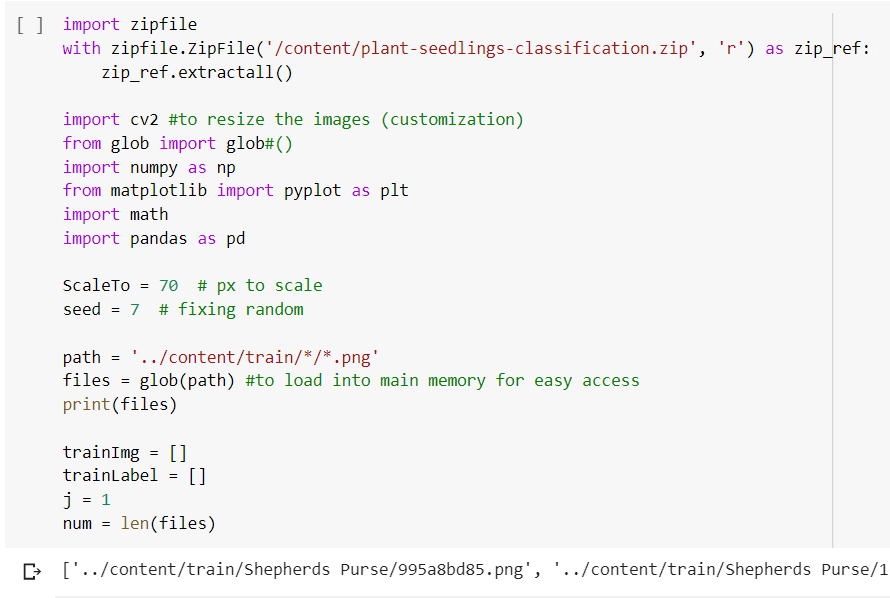 [ ] import zipfile
with zipfile.ZipFile('/content/plant-seedlings-classification.zip', 'r') as zip_ref:
    zip_ref.extractall()

import cv2 #to resize the images (customization)
from glob import glob#()
import numpy as np
from matplotlib import pyplot as plt
import math
import pandas as pd

ScaleTo = 70  # px to scale
seed = 7  # fixing random

path = '../content/train/*/*.png'
files = glob(path) #to load into main memory for easy access
print(files)

trainImg = []
trainLabel = []
j = 1
num = len(files)

['../content/train/Shepherds Purse/995a8bd85.png', '../content/train/Shepherds Purse/1